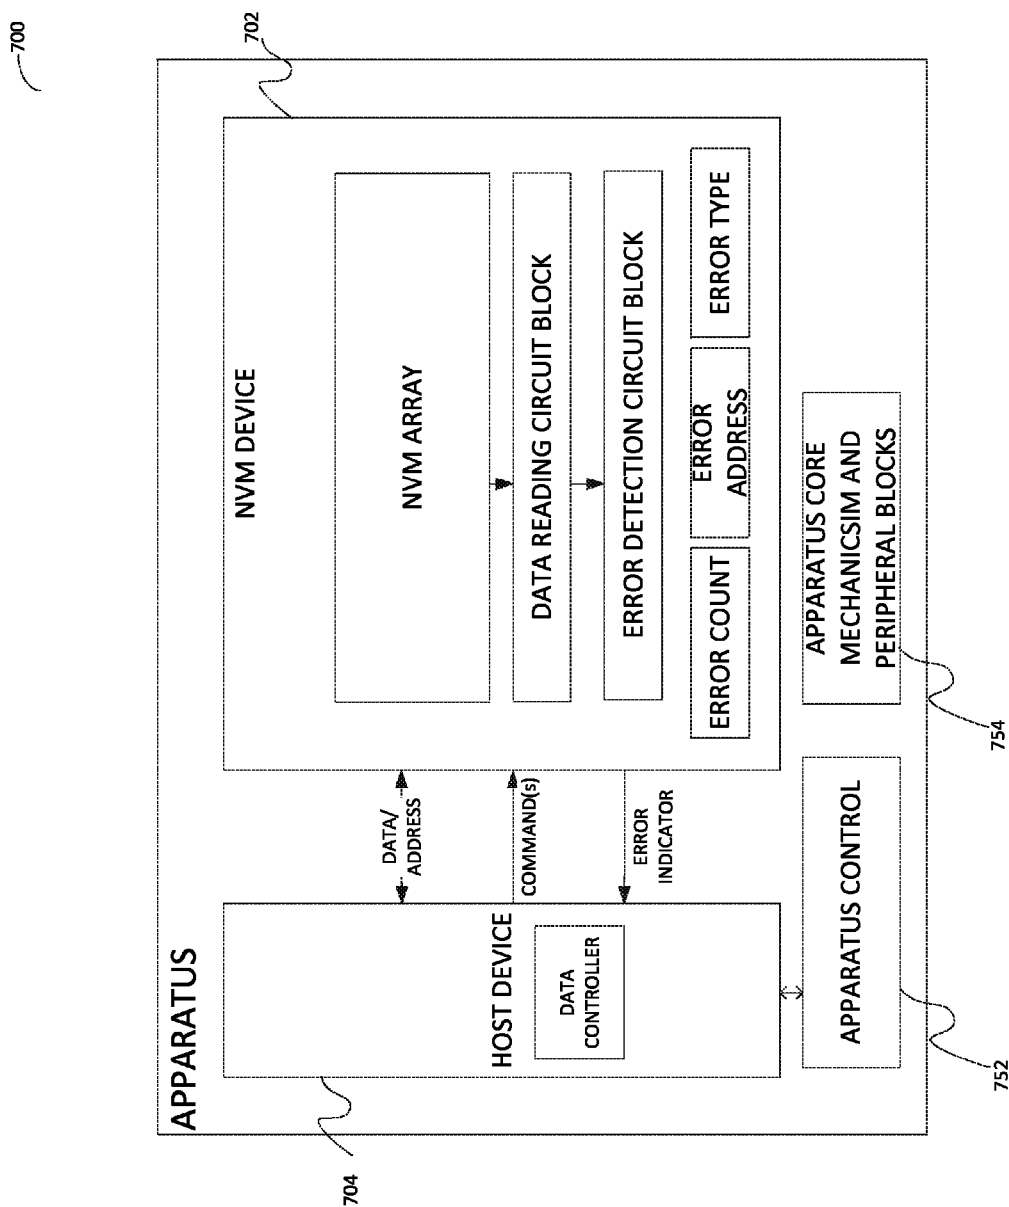 700
APPARATUS
704
HOST DEVICE
DATA
CONTROLLER
DATA/
ADDRESS
COMMAND(s)
ERROR
INDICATOR
702
NVM DEVICE
NVM ARRAY
DATA READING CIRCUIT BLOCK
ERROR DETECTION CIRCUIT BLOCK
ERROR COUNT
ERROR
ADDRESS
ERROR TYPE
APPARATUS CONTROL
752
APPARATUS CORE
MECHANICSIM AND
PERIPHERAL BLOCKS
754